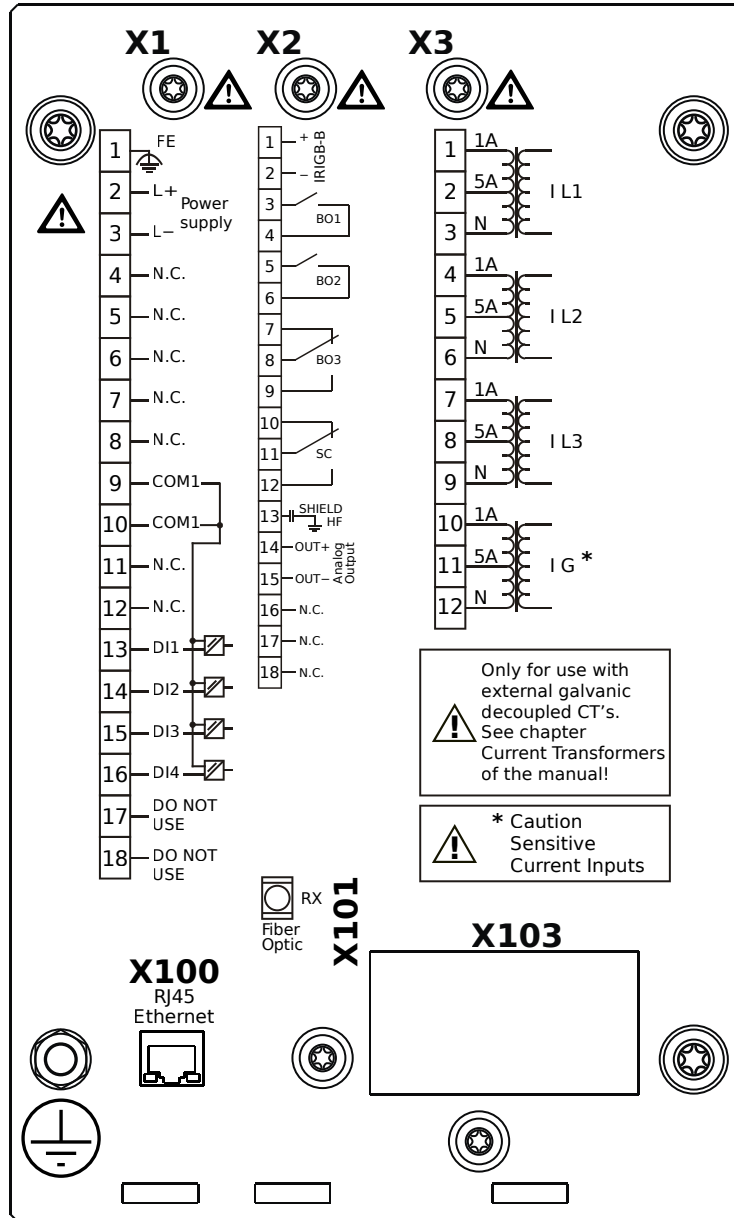 X1
1 FE
2 L+ Power
supply
3 L−
4 N.C.
5 N.C.
6 N.C.
7 N.C.
8 N.C.
9 COM1
10 COM1
11 N.C.
12 N.C.
13 DI1
14 DI2
15 DI3
16 DI4
17 DO NOT
USE
18 DO NOT
USE
X2
1 +
2 −
IRIGB-B
3
BO1
4
5
BO2
6
7
8 BO3
9
10
11 SC
12
13 SHIELD
HF
14 OUT+
15 OUT−
Analog
Output
16 N.C.
17 N.C.
18 N.C.
X3
1 1A
2 5A I L1
3 N
4 1A
5 5A I L2
6 N
7 1A
8 5A I L3
9 N
10 1A
11 5A I G *
12 N
!
!
!
!
! Only for use with
external galvanic
decoupled CT’s.
See chapter
Current Transformers
of the manual!
! * Caution
Sensitive
Current Inputs
RX
Fiber
Optic
X101
X103
X100
RJ45
Ethernet